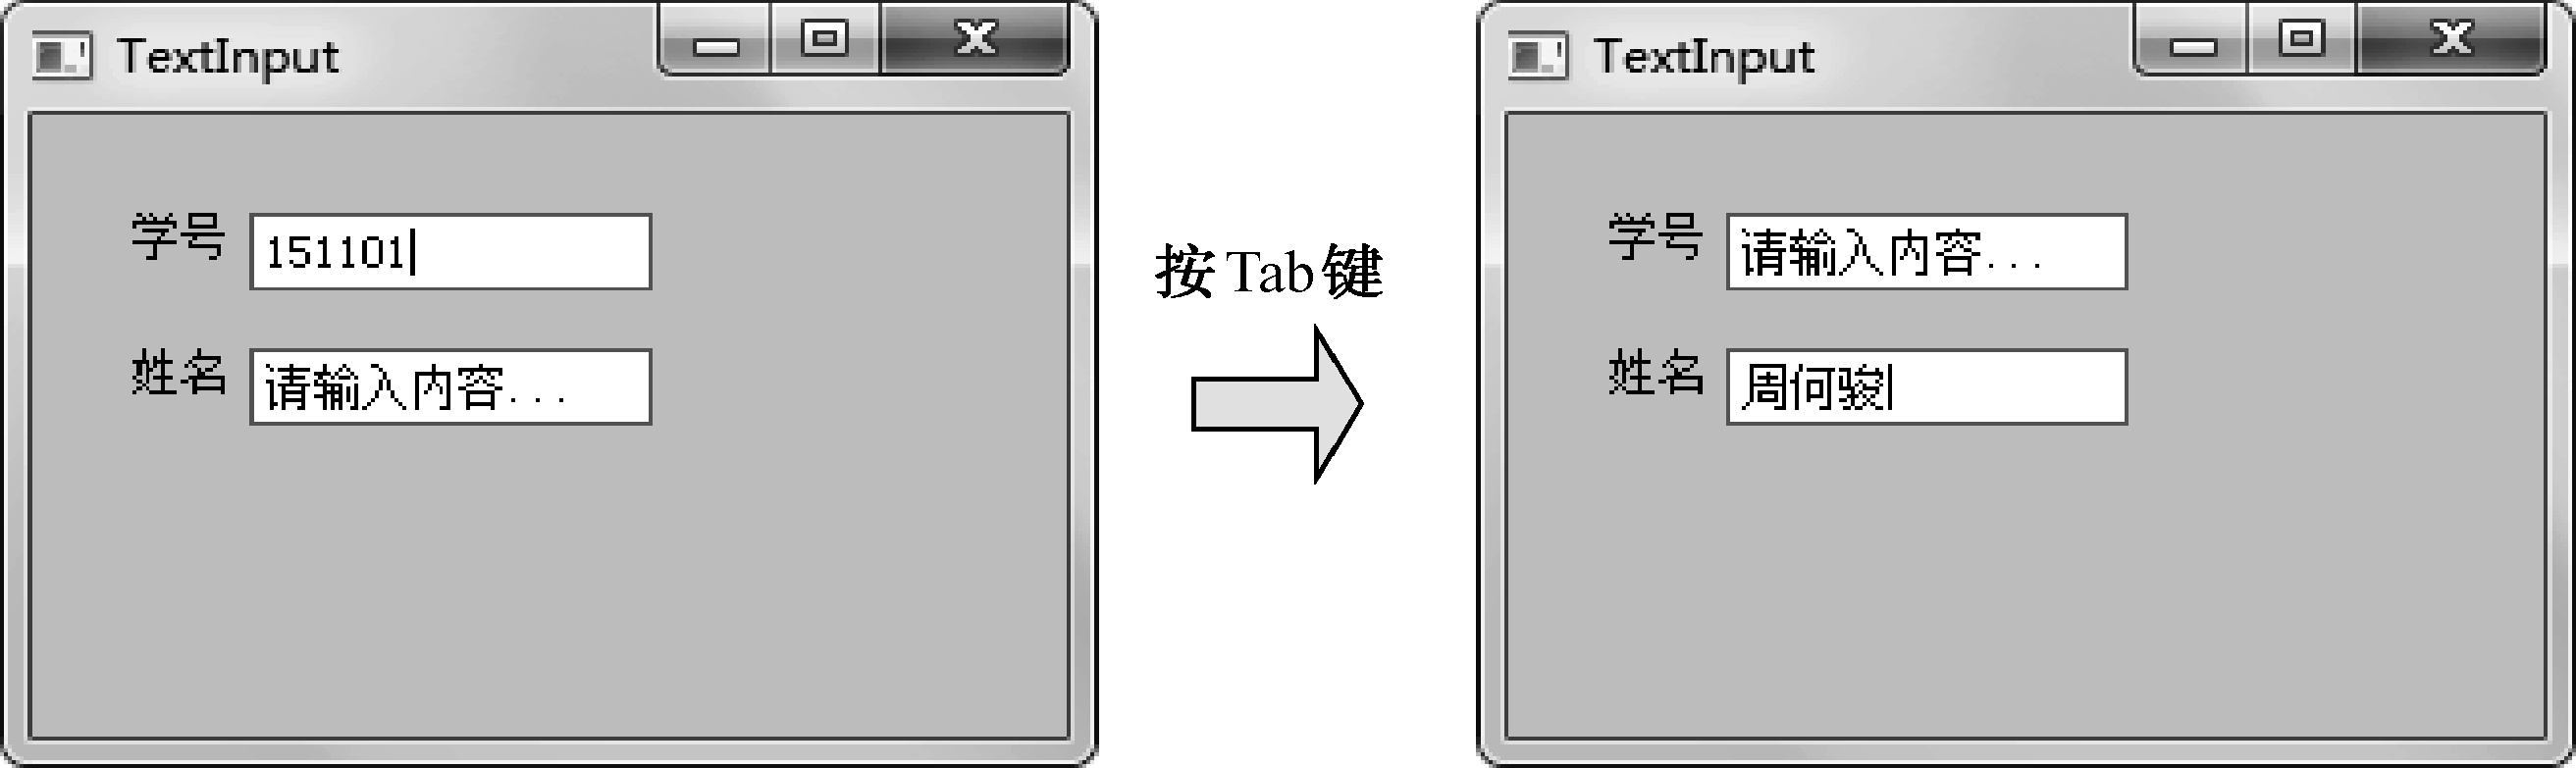 TextInput
学号 151101
姓名 请输入内容...
按Tab键
TextInput
学号 请输入内容...
姓名 周何骏